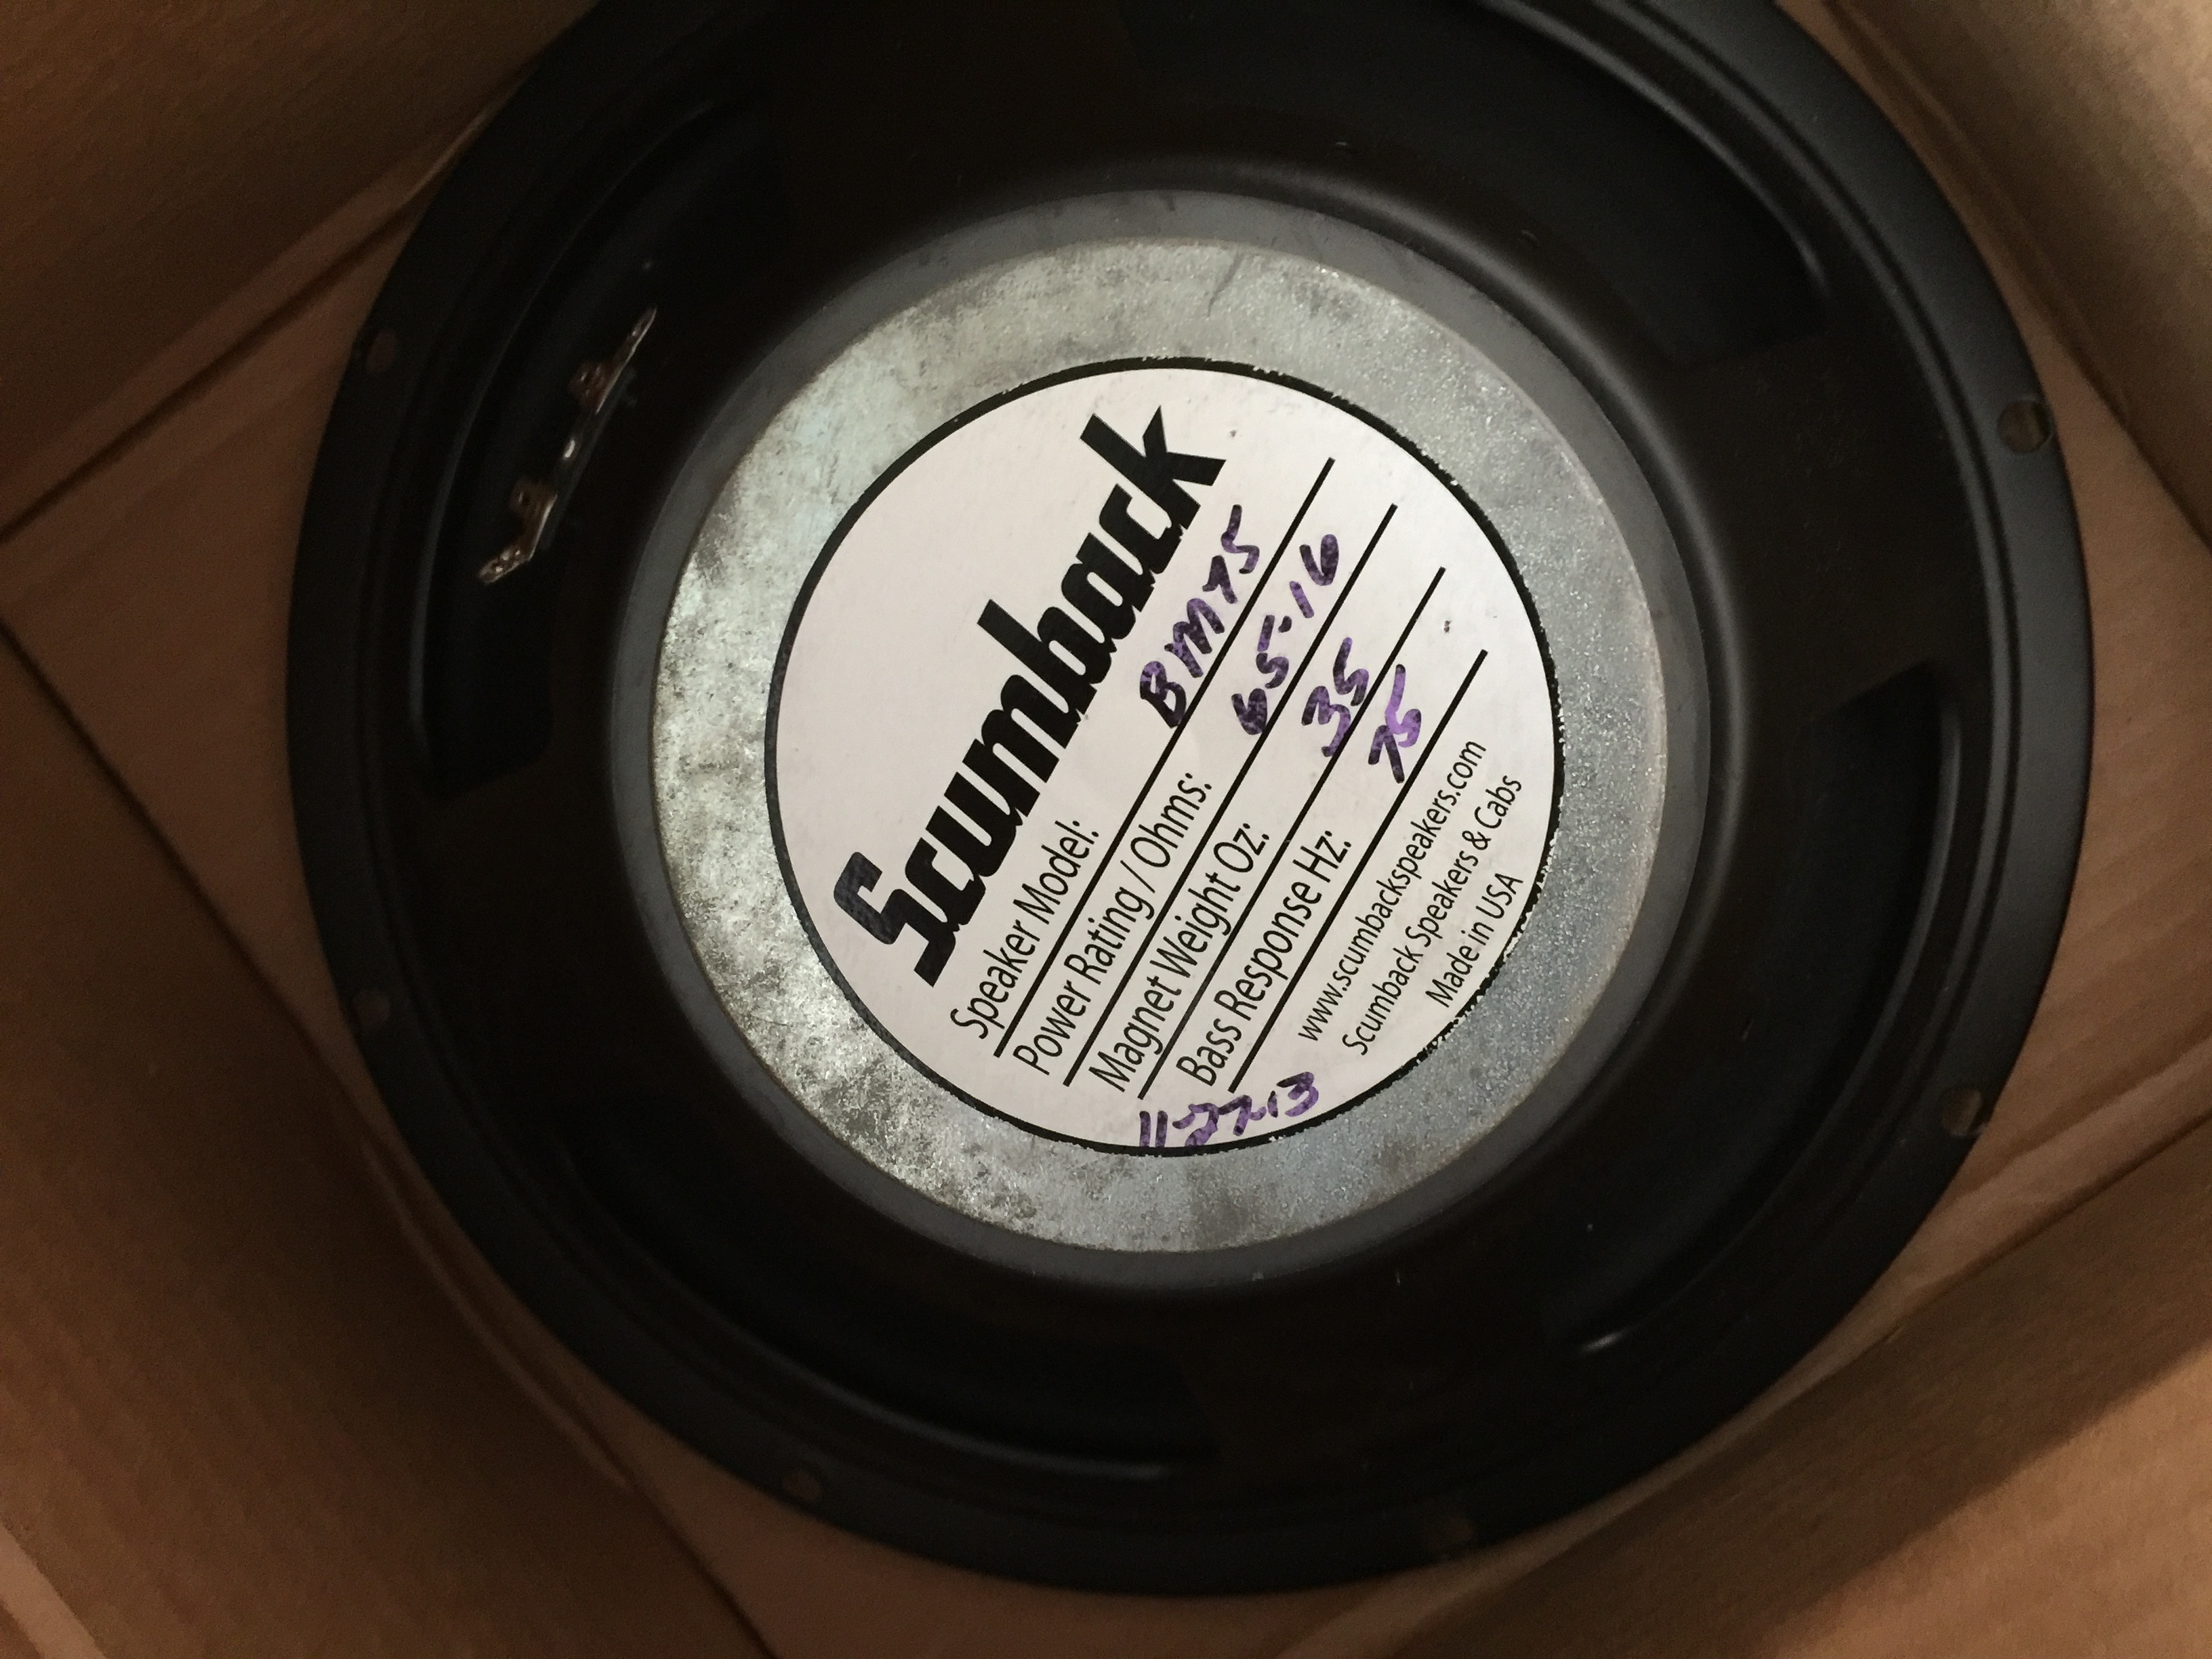 Scumback
Speaker Model: BM75
Power Rating / Ohms: 65-16
Magnet Weight Oz: 35
Bass Response Hz: 75
www.scumbackspeakers.com
Scumback Speakers & Cabs
Made in USA
11-27-13